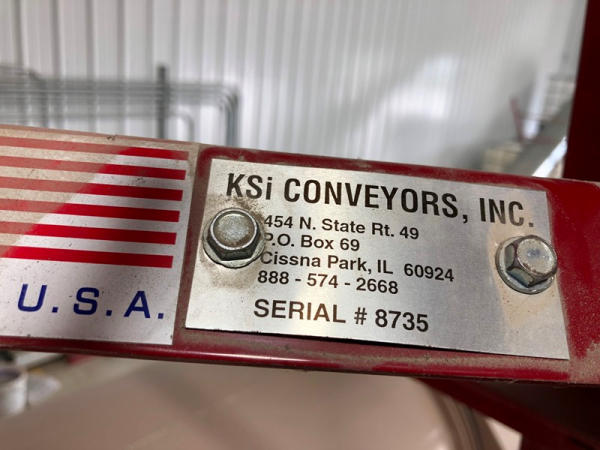 KSi CONVEYORS, INC.
454 N. State Rt. 49
P.O. Box 69
Cissna Park, IL 60924
888 - 574 - 2668
SERIAL # 8735
U.S.A.